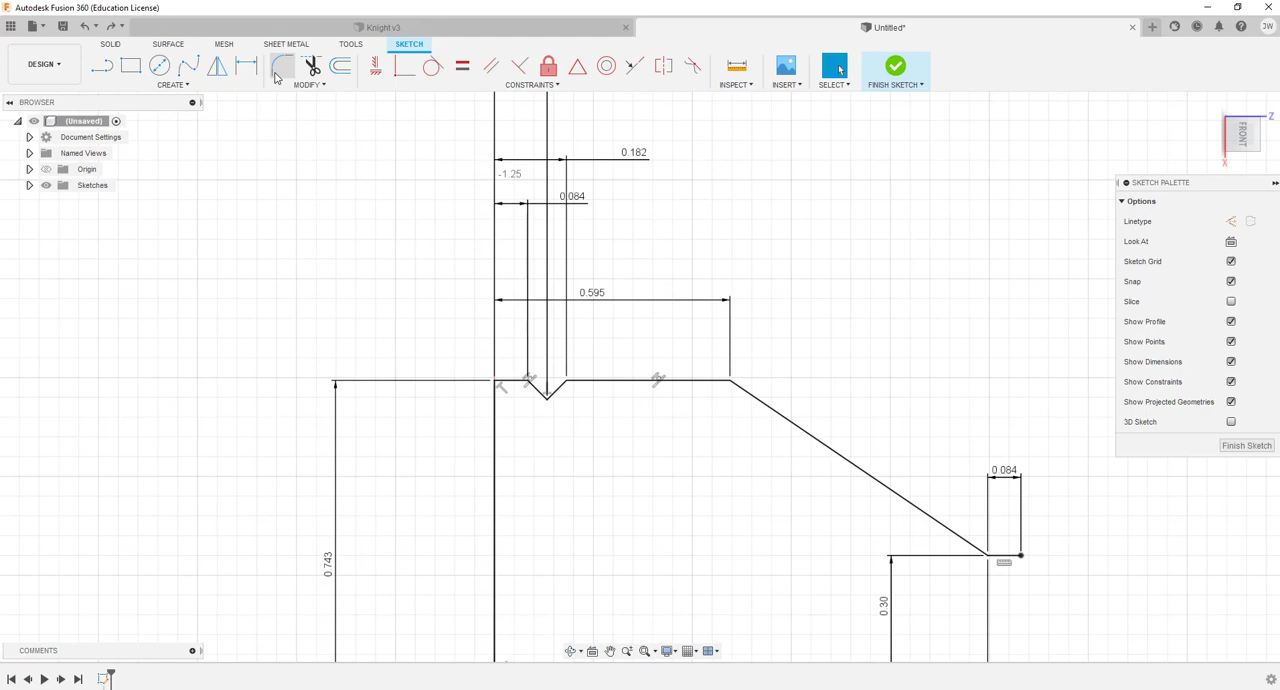 Autodesk Fusion 360 (Education License)
Knight v3
Untitled*
JW
SOLID SURFACE MESH SHEET METAL TOOLS SKETCH
DESIGN ▾
CREATE ▾ MODIFY ▾ CONSTRAINTS ▾ INSPECT ▾ INSERT ▾ SELECT ▾ FINISH SKETCH ▾
BROWSER
(Unsaved)
Document Settings
Named Views
Origin
Sketches
FRONT
Z
X
0.182
-1.25
0.084
0.595
0.743
0.084
0.30
SKETCH PALETTE
Options
Linetype
Look At
Sketch Grid
Snap
Slice
Show Profile
Show Points
Show Dimensions
Show Constraints
Show Projected Geometries
3D Sketch
Finish Sketch
COMMENTS